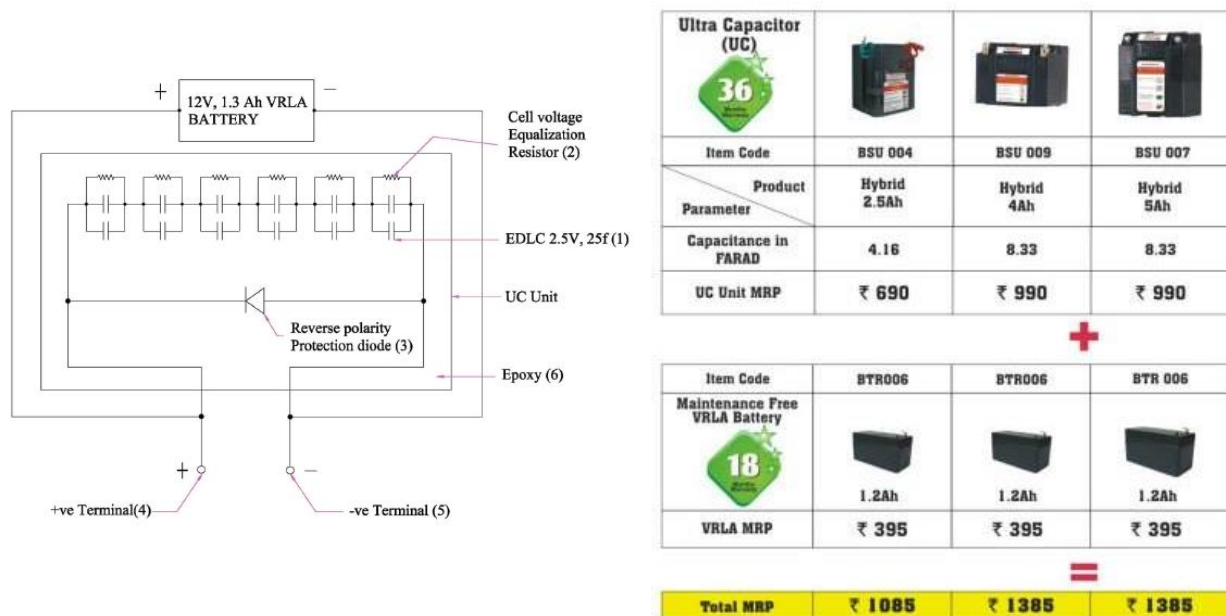 +
−
12V, 1.3 Ah VRLA
BATTERY
Cell voltage
Equalization
Resistor (2)
EDLC 2.5V, 25f (1)
UC Unit
Reverse polarity
Protection diode (3)
Epoxy (6)
+
−
+ve Terminal(4)
-ve Terminal (5)
Ultra Capacitor
(UC)
36
Months
Warranty
Item Code
BSU 004
BSU 009
BSU 007
Product
Parameter
Hybrid
2.5Ah
Hybrid
4Ah
Hybrid
5Ah
Capacitance in
FARAD
4.16
8.33
8.33
UC Unit MRP
₹ 690
₹ 990
₹ 990
+
Item Code
BTR006
BTR006
BTR 006
Maintenance Free
VRLA Battery
18
Months
Warranty
1.2Ah
1.2Ah
1.2Ah
VRLA MRP
₹ 395
₹ 395
₹ 395
=
Total MRP
₹ 1085
₹ 1385
₹ 1385